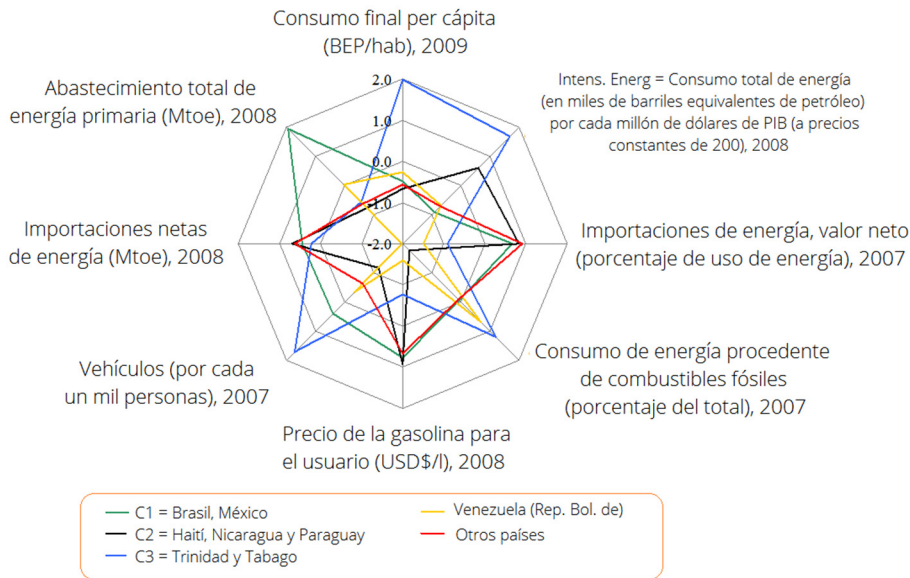 Consumo final per cápita
(BEP/hab), 2009
Abastecimiento total de
energía primaria (Mtoe), 2008
Intens. Energ = Consumo total de energía
(en miles de barriles equivalentes de petróleo)
por cada millón de dólares de PIB (a precios
constantes de 200), 2008
2.0
1.0
0.0
-1.0
-2.0
Importaciones netas
de energía (Mtoe), 2008
Importaciones de energía, valor neto
(porcentaje de uso de energía), 2007
Vehículos (por cada
un mil personas), 2007
Consumo de energía procedente
de combustibles fósiles
(porcentaje del total), 2007
Precio de la gasolina para
el usuario (USD$/l), 2008
C1 = Brasil, México
C2 = Haití, Nicaragua y Paraguay
C3 = Trinidad y Tabago
Venezuela (Rep. Bol. de)
Otros países